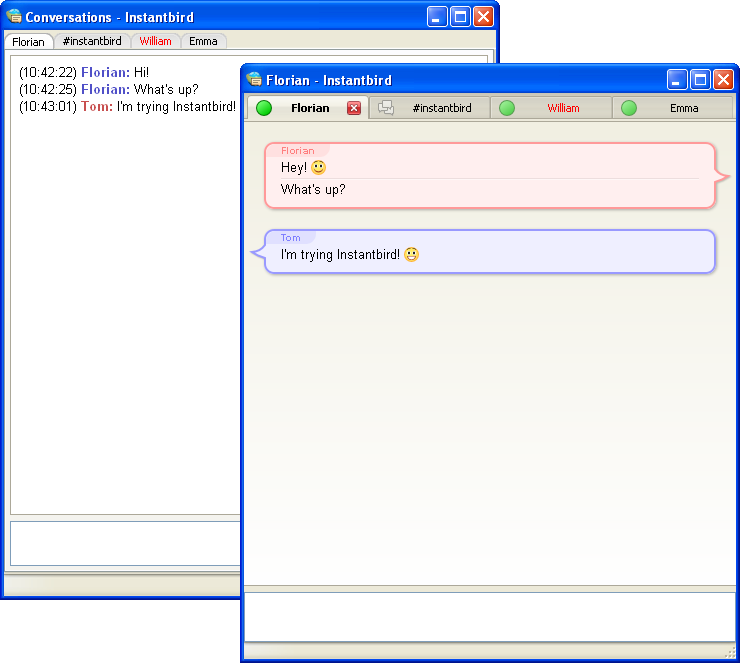 Conversations - Instantbird
Florian #instantbird William Emma
(10:42:22) Florian: Hi!
(10:42:25) Florian: What's up?
(10:43:01) Tom: I'm trying Instantbird!
Florian - Instantbird
Florian #instantbird William Emma
Florian
Hey!
What's up?
Tom
I'm trying Instantbird!